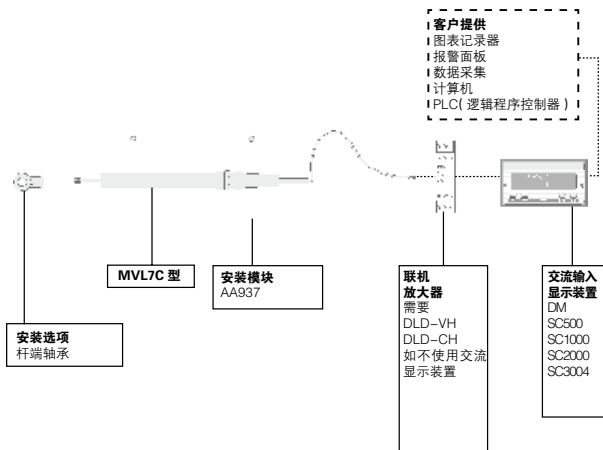 客户提供
图表记录器
报警面板
数据采集
计算机
PLC( 逻辑程序控制器 )
MVL7C 型
安装模块
AA937
安装选项
杆端轴承
联机
放大器
需要
DLD-VH
DLD-CH
如不使用交流
显示装置
交流输入
显示装置
DM
SC500
SC1000
SC2000
SC3004